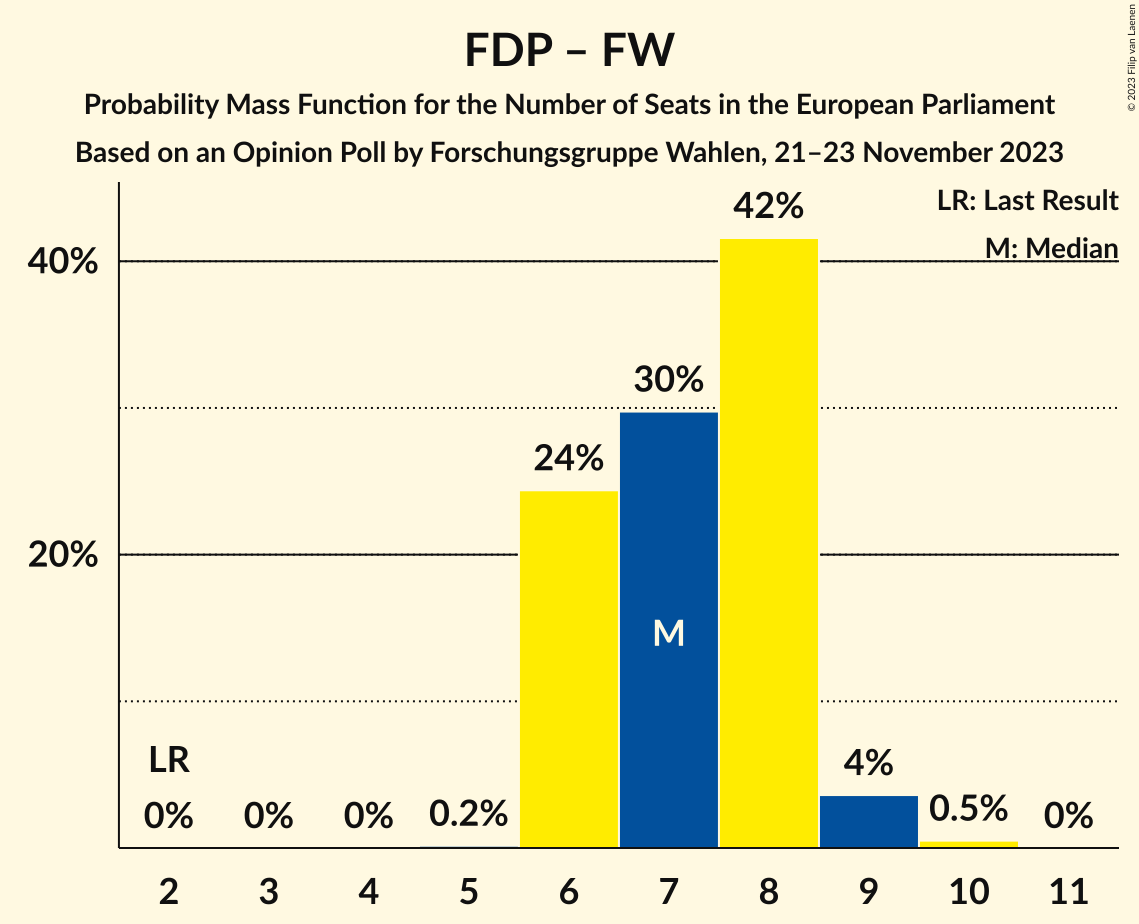 FDP – FW
Probability Mass Function for the Number of Seats in the European Parliament
Based on an Opinion Poll by Forschungsgruppe Wahlen, 21–23 November 2023
© 2023 Filip van Laenen
LR: Last Result
M: Median
42%
40%
30%
24%
20%
M
LR
0%
0%
0%
0.2%
4%
0.5%
0%
2 3 4 5 6 7 8 9 10 11